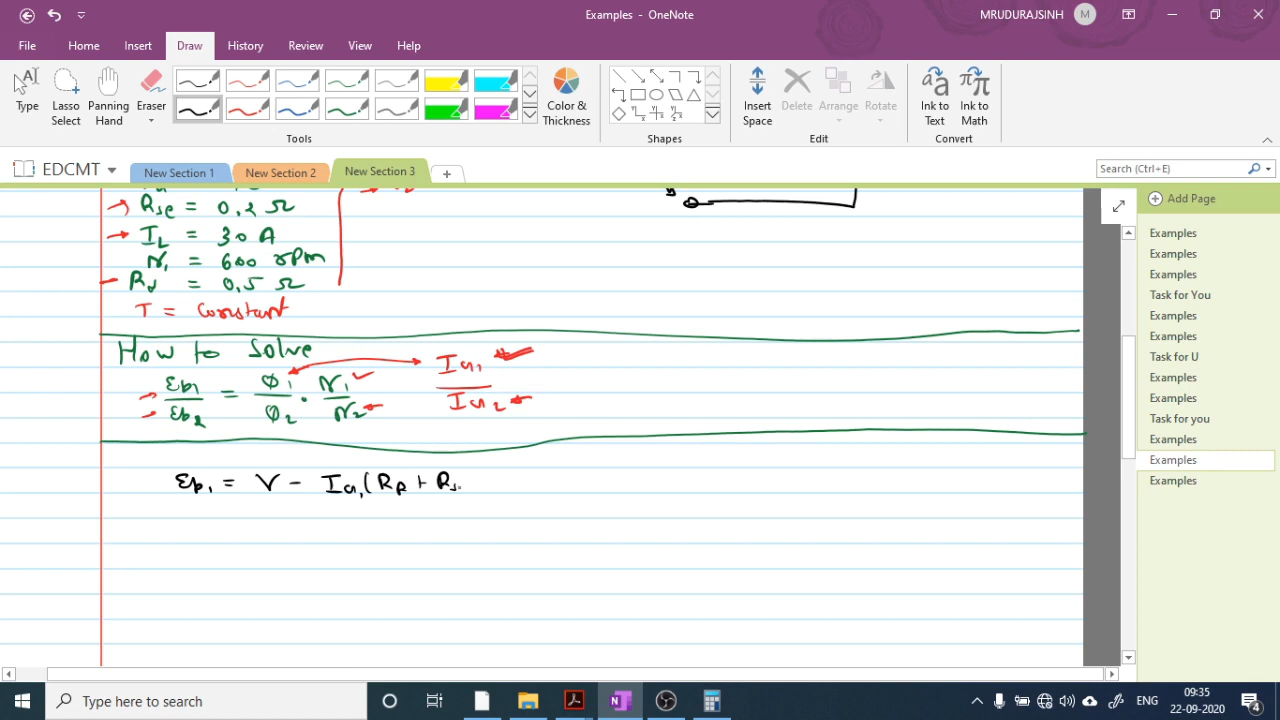 Examples - OneNote
MRUDURAJSINH M
File Home Insert Draw History Review View Help
Type
Lasso Select
Panning Hand
Eraser
Color & Thickness
Insert Space
Delete
Arrange
Rotate
Ink to Text
Ink to Math
Tools
Shapes
Edit
Convert
EDCMT
New Section 1
New Section 2
New Section 3
Search (Ctrl+E)
Add Page
Examples
Examples
Examples
Task for You
Examples
Examples
Task for U
Examples
Examples
Task for you
Examples
Examples
Examples
Rse = 0.2 Ω
IL = 30 A
N1 = 600 rpm
= 0.5 Ω
T = Constant
How to Solve
Eb1 / Eb2 = Φ1 / Φ2 · N1 / N2
Ia1 / Ia2
Eb1 = V - Ia1(
Type here to search
ENG
09:35
22-09-2020
4